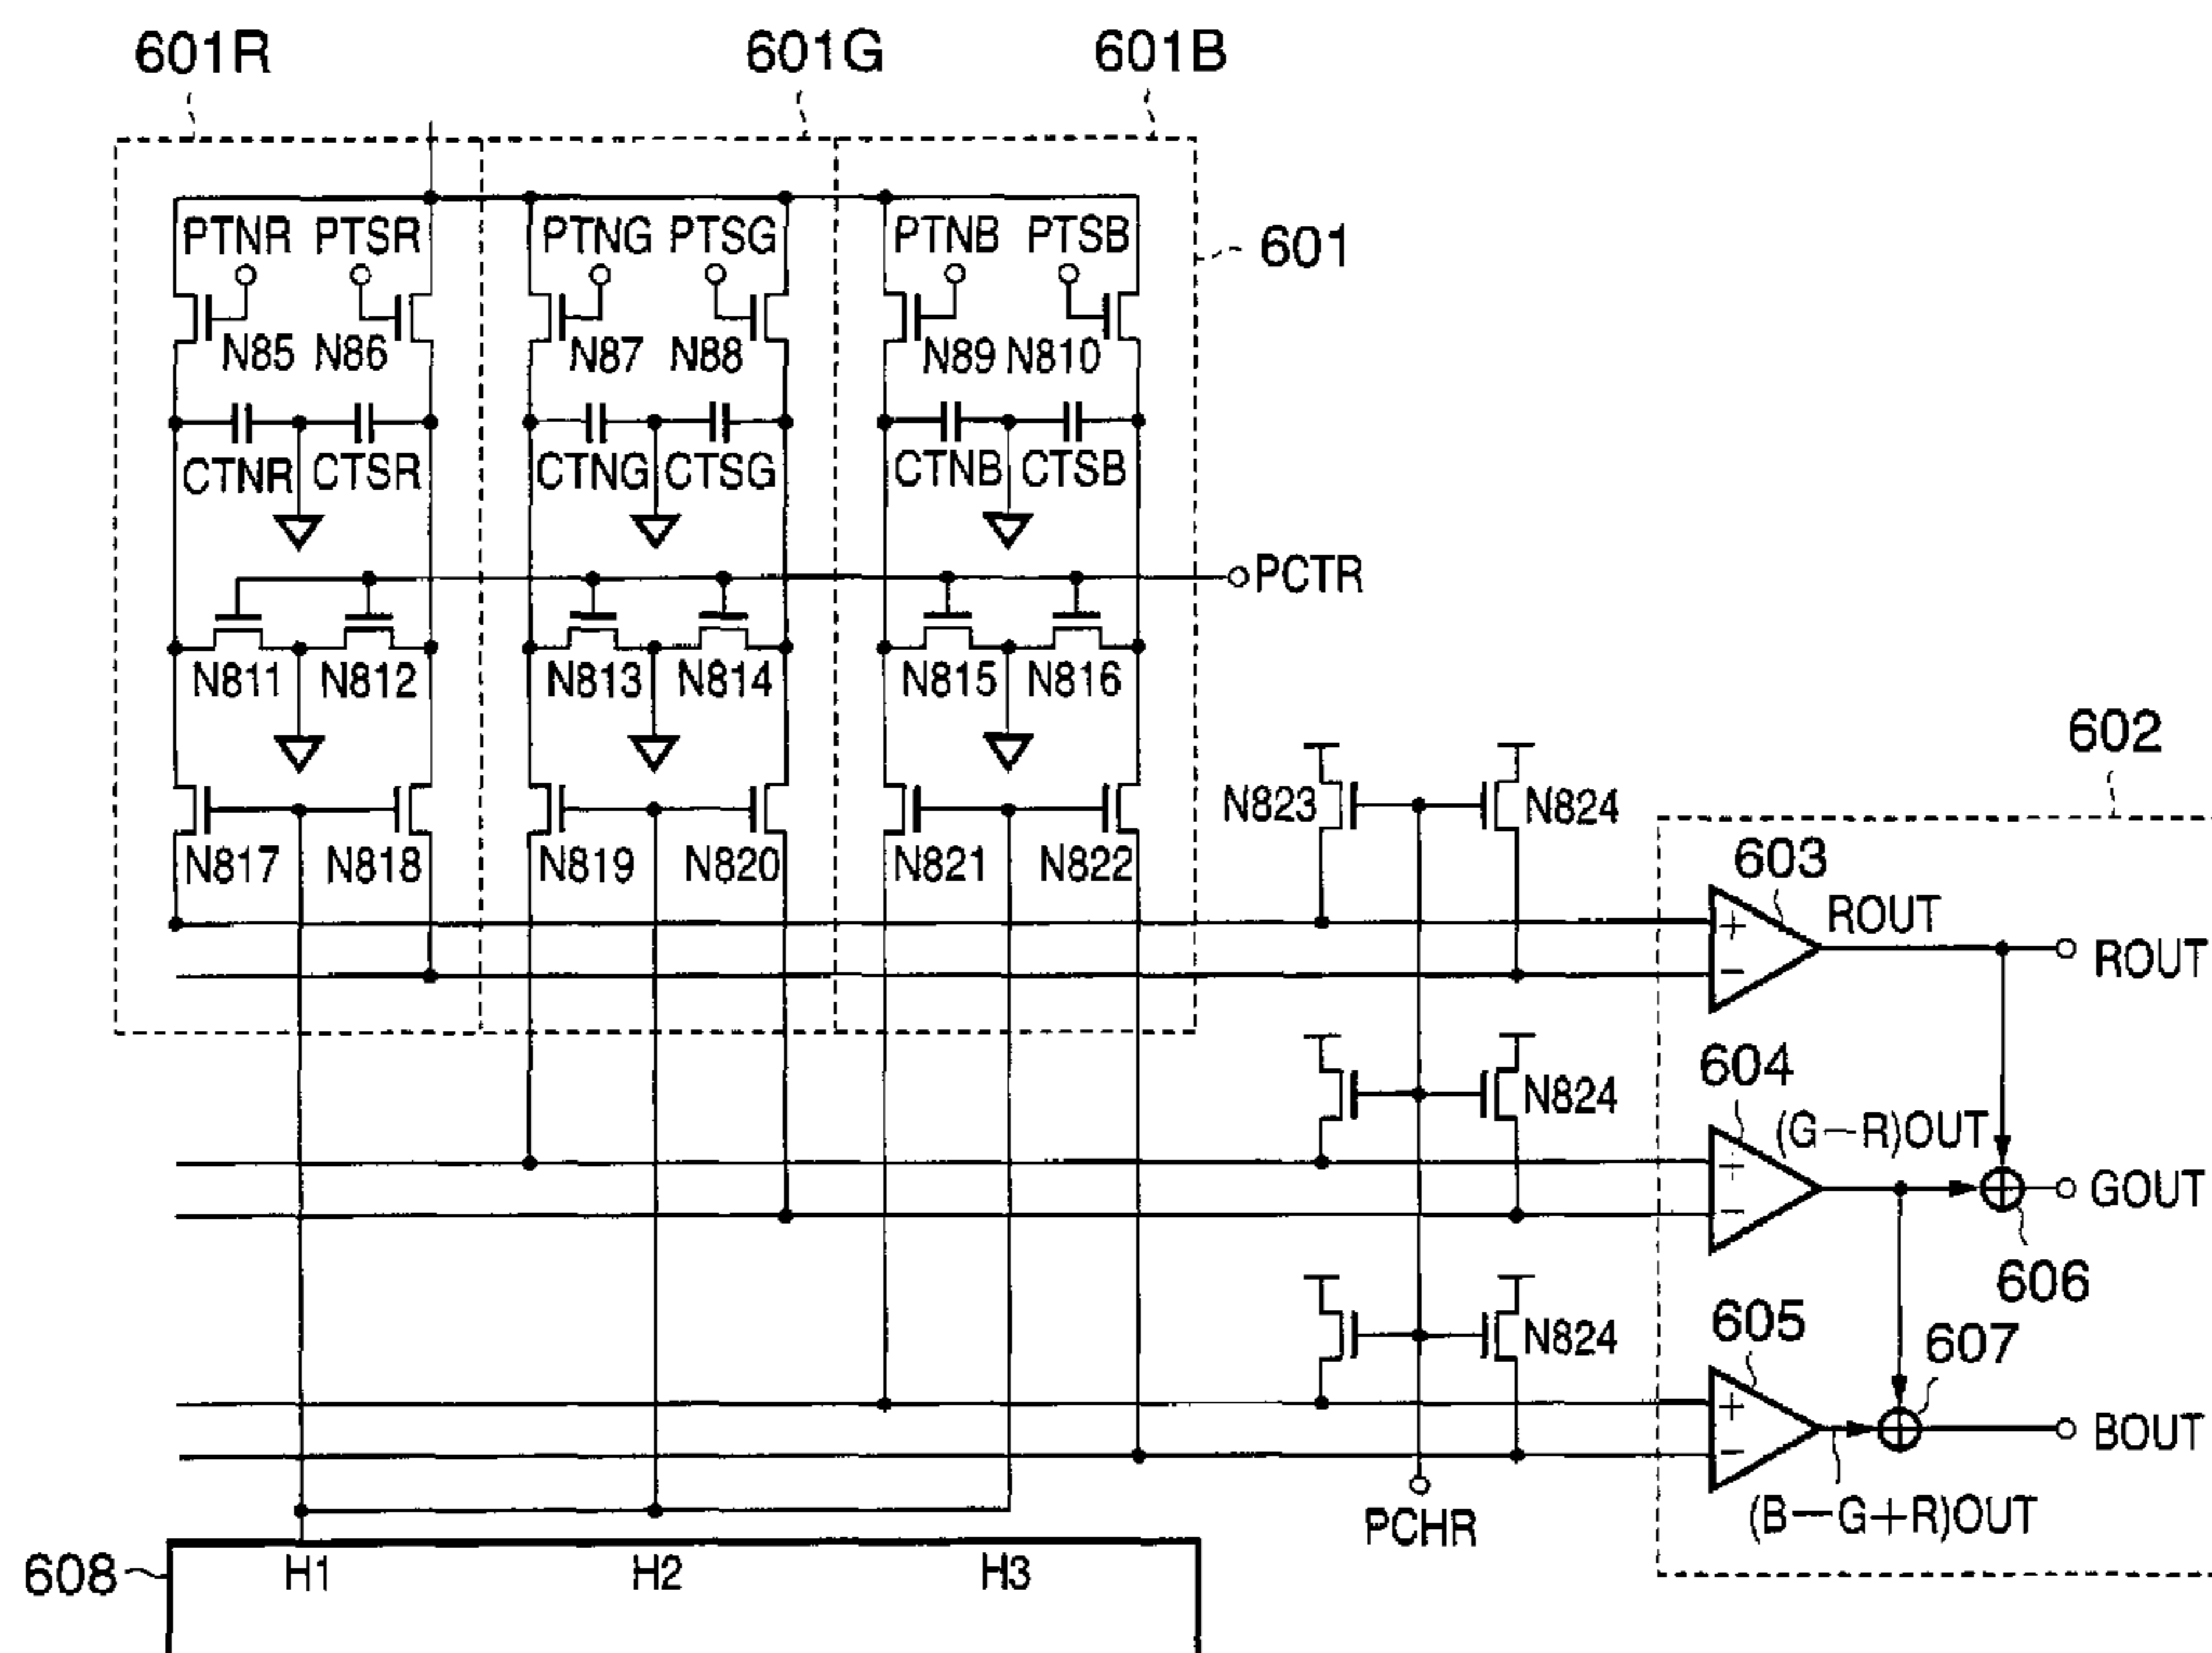 601R 601G 601B
PTNR PTSR PTNG PTSG PTNB PTSB
601
N85 N86 N87 N88 N89 N810
CTNR CTSR CTNG CTSG CTNB CTSB
PCTR
N811 N812 N813 N814 N815 N816
602
N823 N824
N817 N818 N819 N820 N821 N822
603
ROUT
+
−
ROUT
604
N824
(G−R)OUT
+
−
GOUT
606
605
607
N824
+
−
BOUT
(B−G+R)OUT
PCHR
608
H1 H2 H3